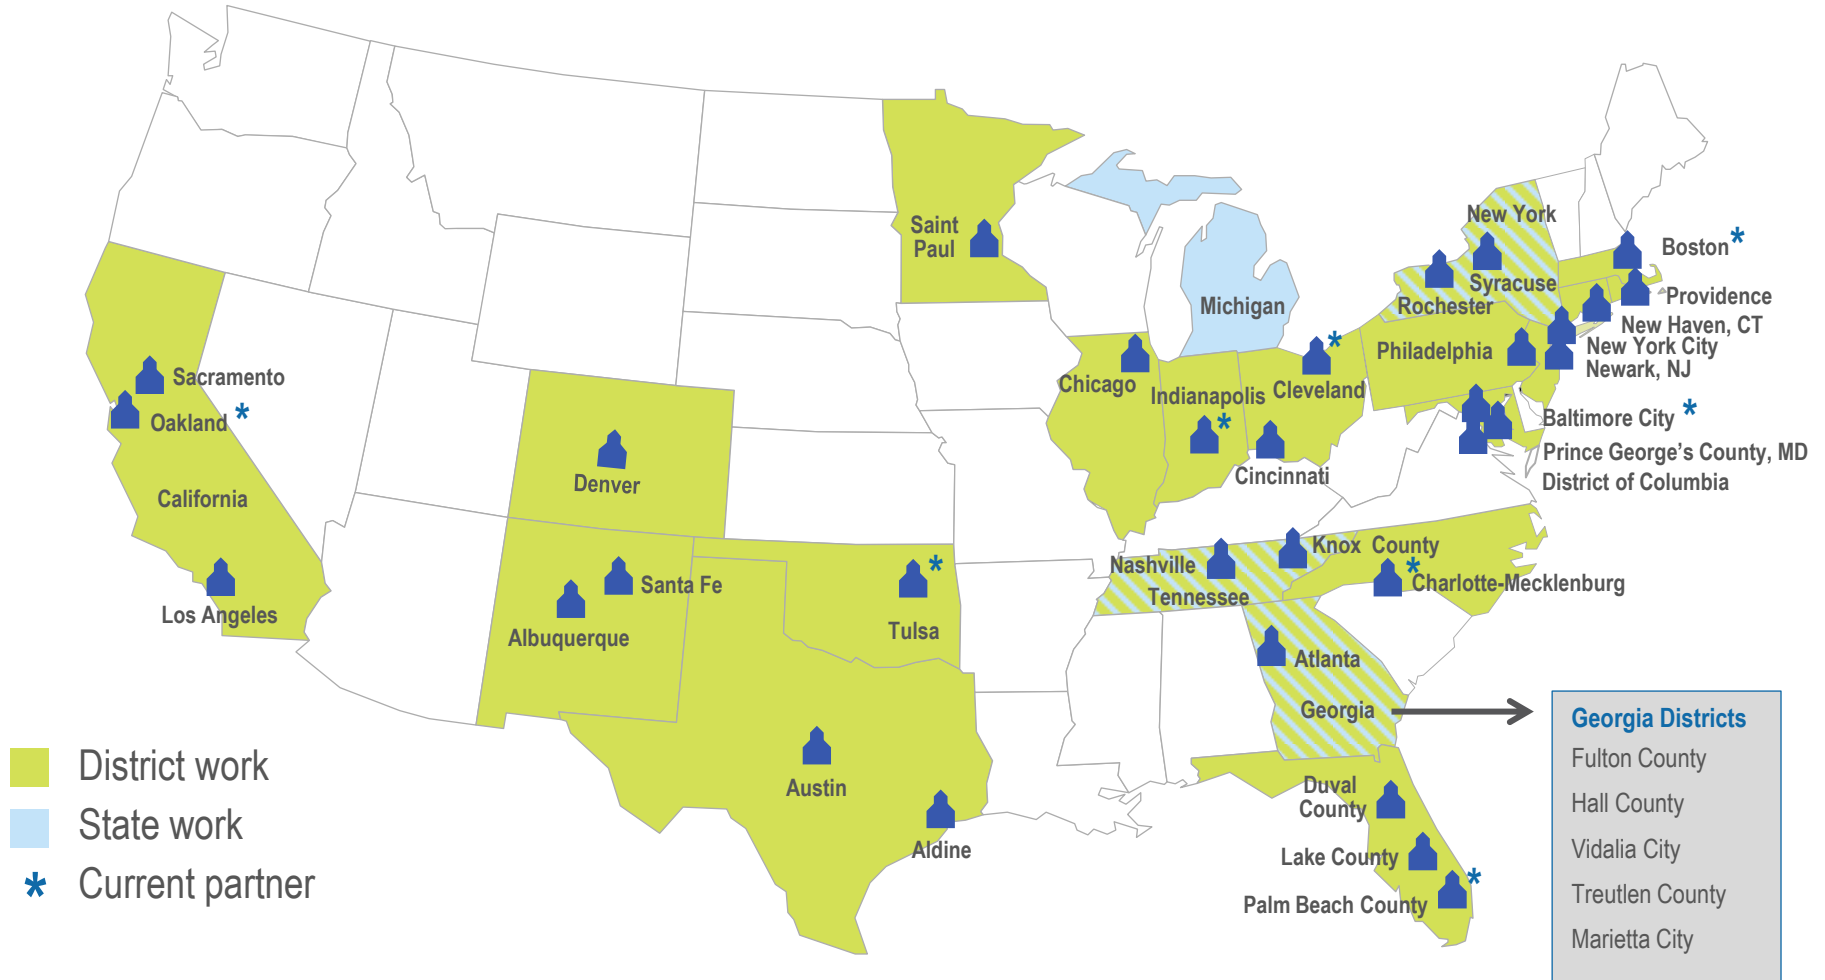 New York
Saint
Paul
Boston*
Syracuse
Michigan
Rochester
Providence
New Haven, CT
New York City
Newark, NJ
Philadelphia
*
Chicago
Cleveland
Indianapolis
*
Sacramento
Oakland *
Baltimore City *
Prince George's County, MD
District of Columbia
Cincinnati
Denver
California
Knox County
*
Charlotte-Mecklenburg
Nashville
Tennessee
*
Santa Fe
Los Angeles
Albuquerque
Tulsa
Atlanta
Georgia
Georgia Districts
Fulton County
Hall County
Vidalia City
Treutlen County
Marietta City
Austin
Aldine
Duval
County
Lake County
*
Palm Beach County
District work
State work
* Current partner